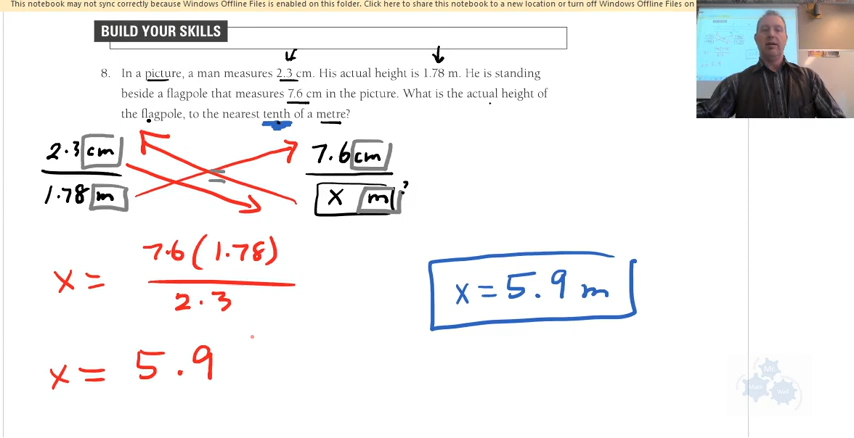 This notebook may not sync correctly because Windows Offline Files is enabled on this folder. Click here to share this notebook to a new location or turn off Windows Offline Files on
BUILD YOUR SKILLS
8. In a picture, a man measures 2.3 cm. His actual height is 1.78 m. He is standing
beside a flagpole that measures 7.6 cm in the picture. What is the actual height of
the flagpole, to the nearest tenth of a metre?
2.3 cm = 7.6 cm
1.78 m x m ?
x = 7.6 (1.78)
2.3
x = 5.9
x = 5.9 m